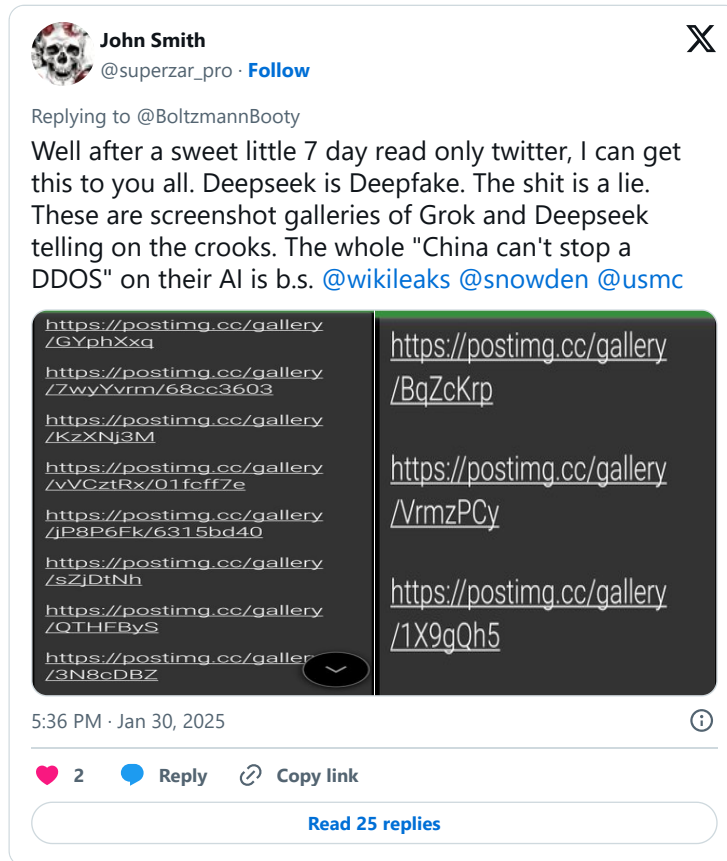 John Smith
@superzar_pro · Follow
Replying to @BoltzmannBooty
Well after a sweet little 7 day read only twitter, I can get
this to you all. Deepseek is Deepfake. The shit is a lie.
These are screenshot galleries of Grok and Deepseek
telling on the crooks. The whole "China can't stop a
DDOS" on their AI is b.s. @wikileaks @snowden @usmc
https://postimg.cc/gallery
/GYphXxq
https://postimg.cc/gallery
/7wyYvrm/68cc3603
https://postimg.cc/gallery
/KzXNj3M
https://postimg.cc/gallery
/vVCztRx/01fcff7e
https://postimg.cc/gallery
/jP8P6Fk/6315bd40
https://postimg.cc/gallery
/sZjDtNh
https://postimg.cc/gallery
/QTHFByS
https://postimg.cc/galler
/3N8cDBZ
https://postimg.cc/gallery
/BqZcKrp
https://postimg.cc/gallery
/VrmzPCy
https://postimg.cc/gallery
/1X9gQh5
5:36 PM · Jan 30, 2025
2 Reply Copy link
Read 25 replies